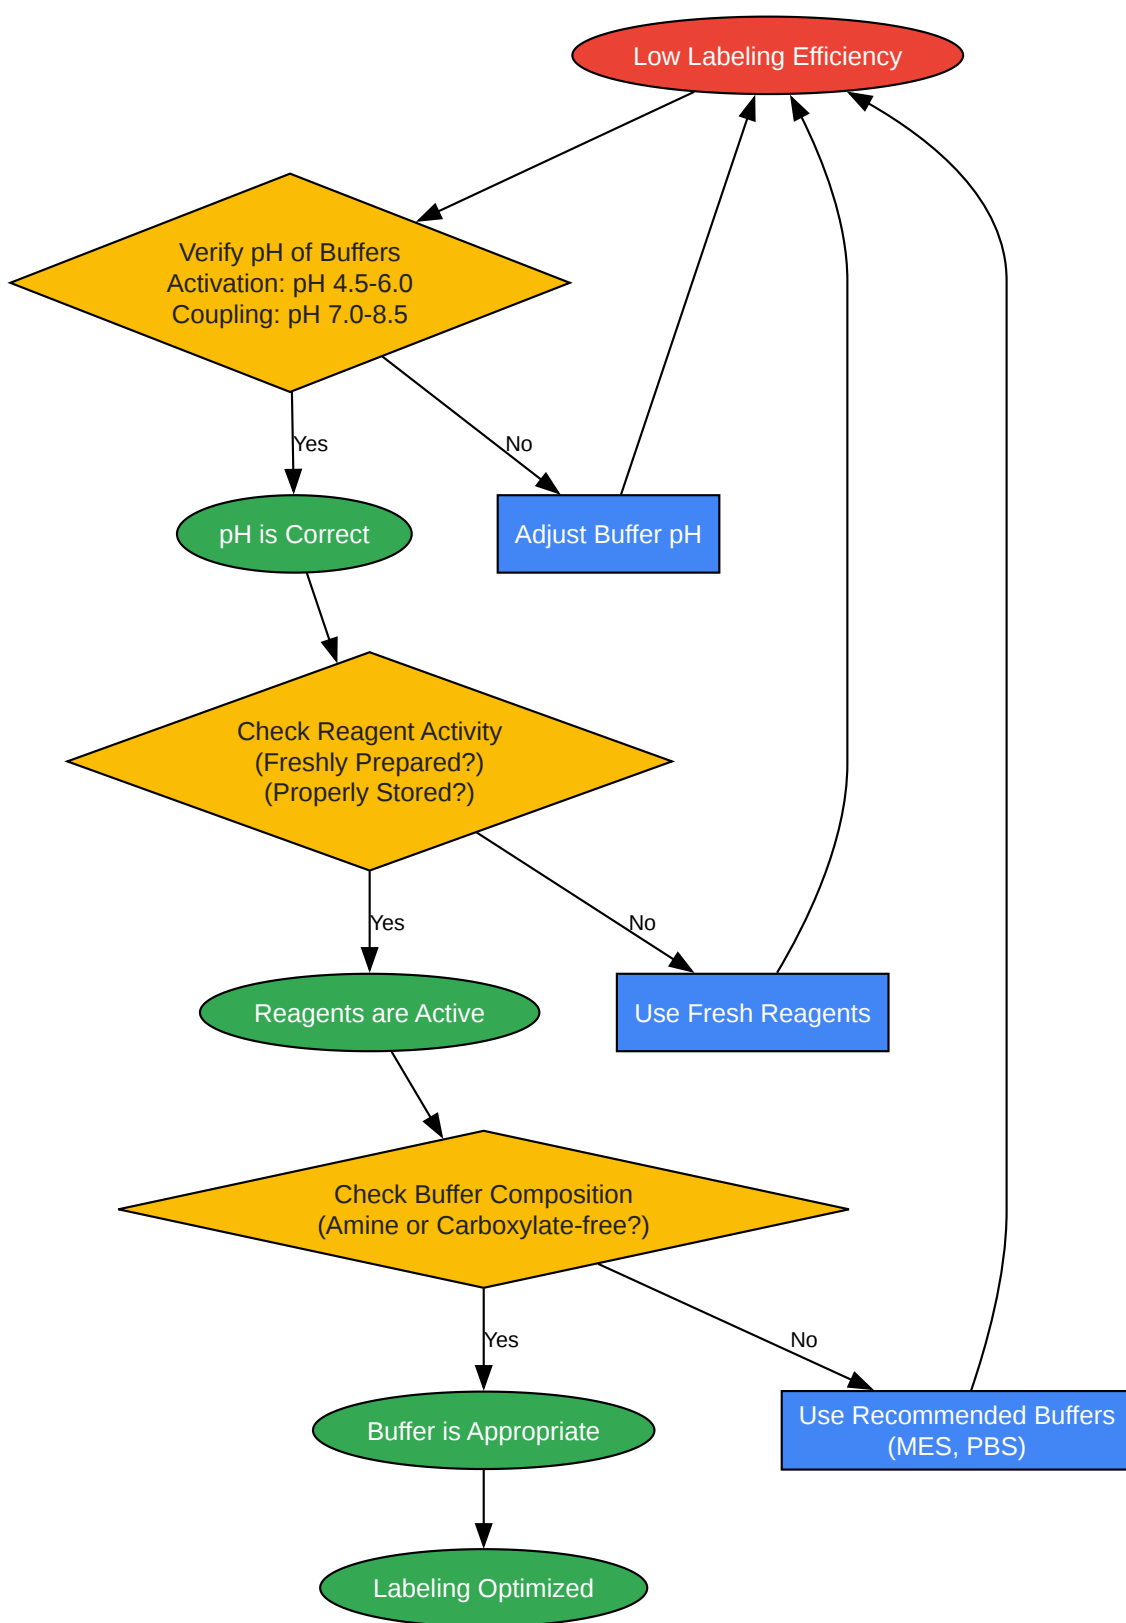 Low Labeling Efficiency
Verify pH of Buffers
Activation: pH 4.5-6.0
Coupling: pH 7.0-8.5
Yes
No
pH is Correct
Adjust Buffer pH
Check Reagent Activity
(Freshly Prepared?)
(Properly Stored?)
Yes
No
Reagents are Active
Use Fresh Reagents
Check Buffer Composition
(Amine or Carboxylate-free?)
Yes
No
Buffer is Appropriate
Use Recommended Buffers
(MES, PBS)
Labeling Optimized